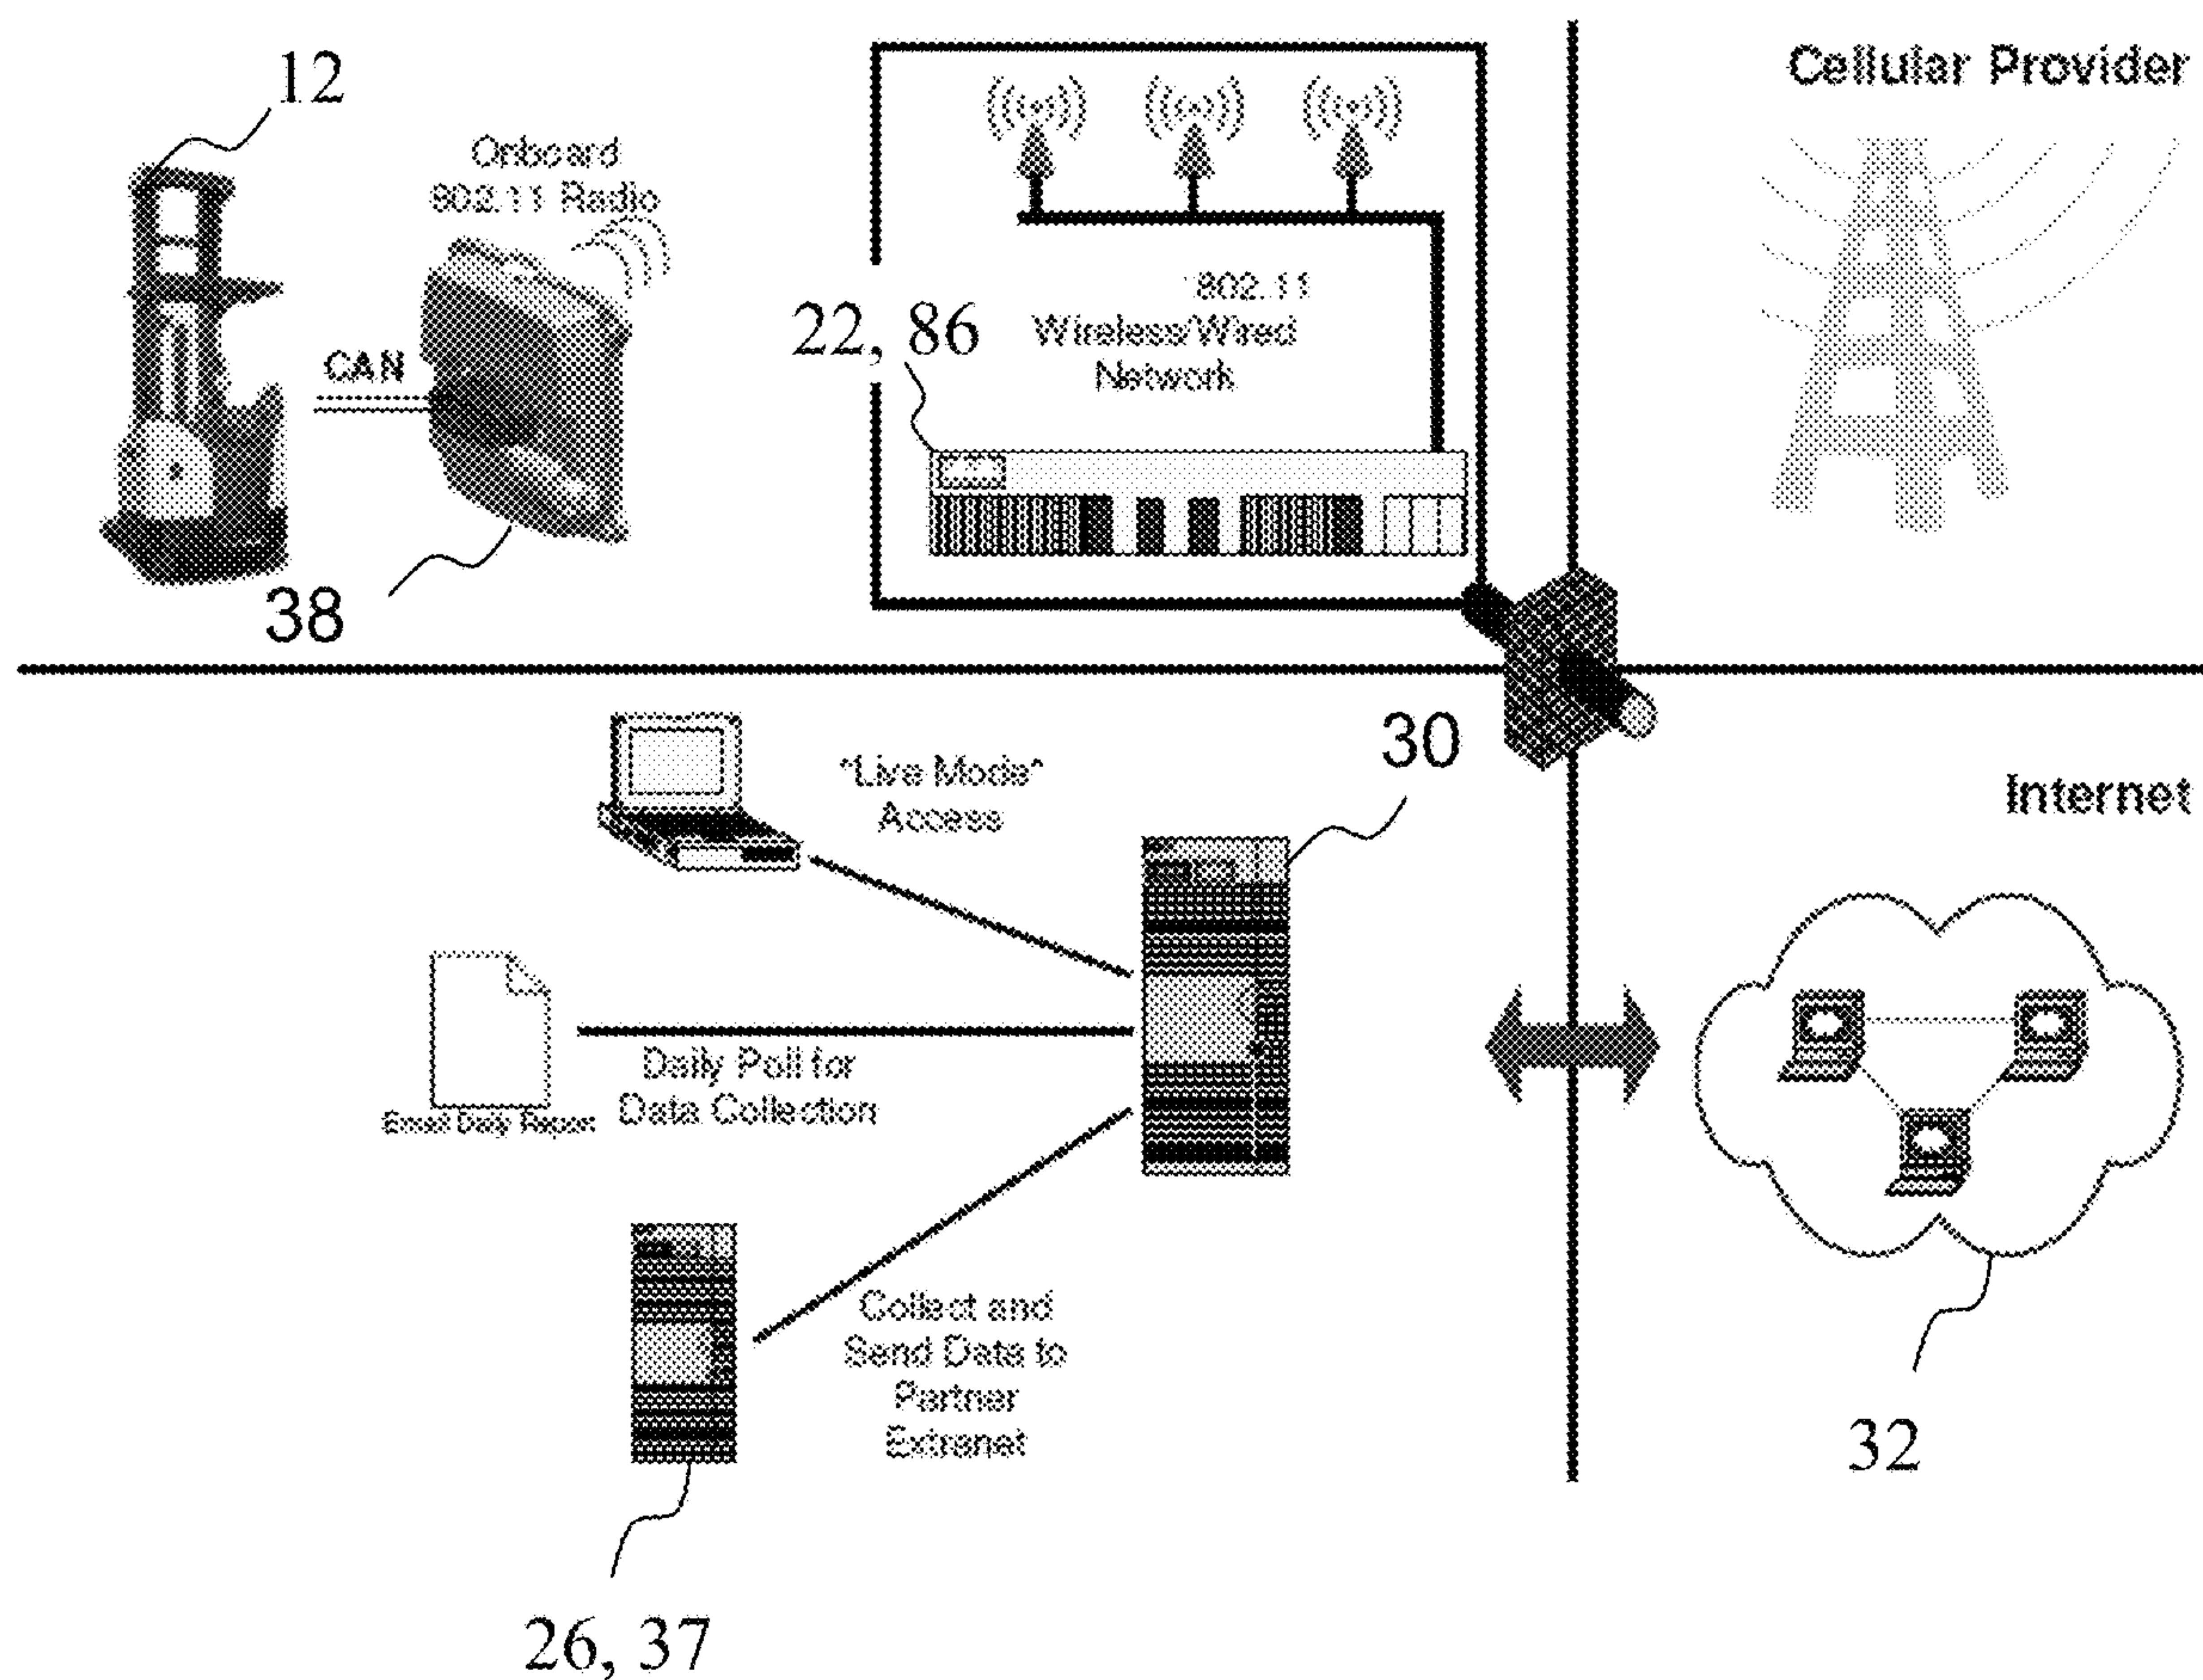 12
Onboard
802.11 Radio
CAN
38
22, 86
802.11
Wireless/Wired
Network
Cellular Provider
"Live Mode"
Access
30
Internet
Daily Poll for
Data Collection
Email Daily Report
Collect and
Send Data to
Partner
Extranet
26, 37
32